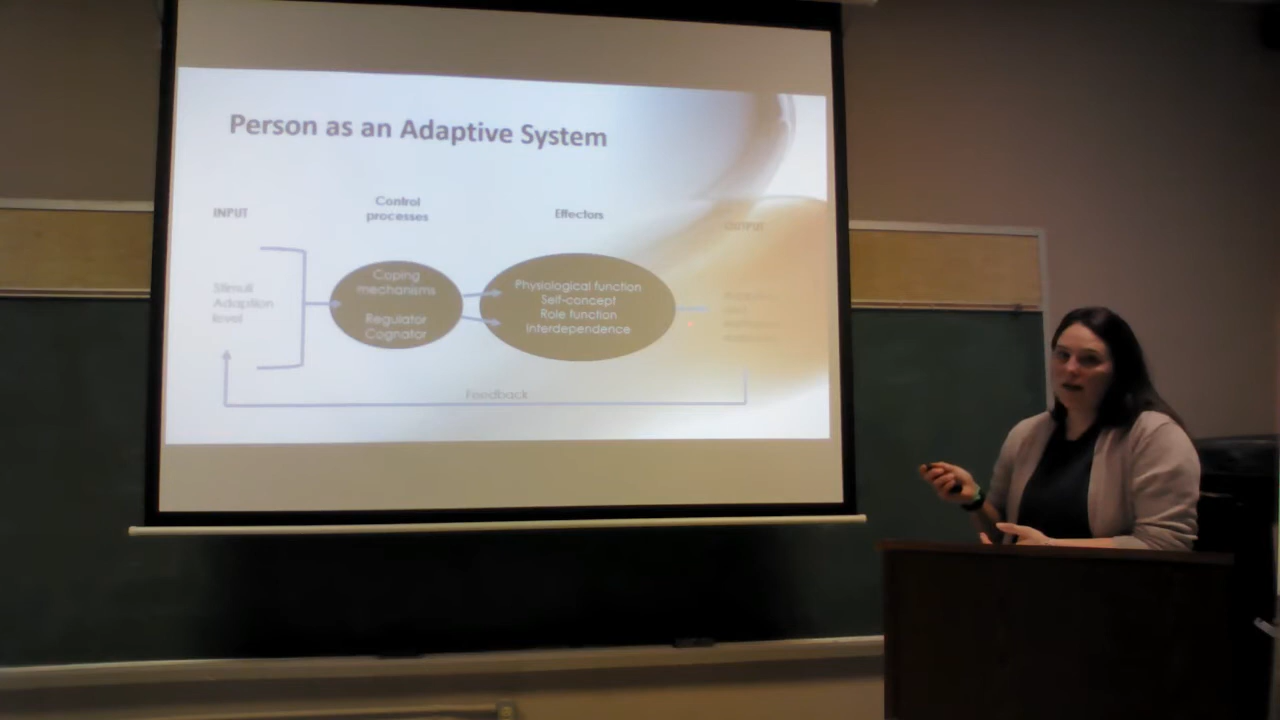 Person as an Adaptive System
INPUT
Control
processes
Effectors
OUTPUT
Stimuli
Adaption
level
Coping
mechanisms
Regulator
Cognator
Physiological function
Self-concept
Role function
Interdependence
Feedback